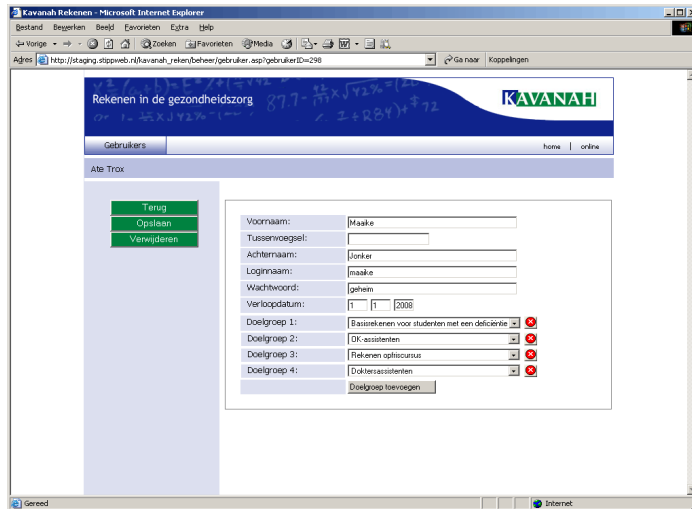 Kavanah Rekenen - Microsoft Internet Explorer
Bestand Bewerken Beeld Favorieten Extra Help
Vorige Zoeken Favorieten Media
Adres http://staging.stippweb.nl/kavanah_reken/beheer/gebruiker.asp?gebruikerID=298 Ga naar Koppelingen
Rekenen in de gezondheidszorg
KAVANAH
Gebruikers home | online
Ate Trox
Terug
Opslaan
Verwijderen
Voornaam: Maaike
Tussenvoegsel:
Achternaam: Jonker
Loginnaam: maaike
Wachtwoord: geheim
Verloopdatum: 1 1 2008
Doelgroep 1: Basisrekenen voor studenten met een deficiëntie
Doelgroep 2: OK-assistenten
Doelgroep 3: Rekenen opfriscursus
Doelgroep 4: Doktersassistenten
Doelgroep toevoegen
Gereed Internet